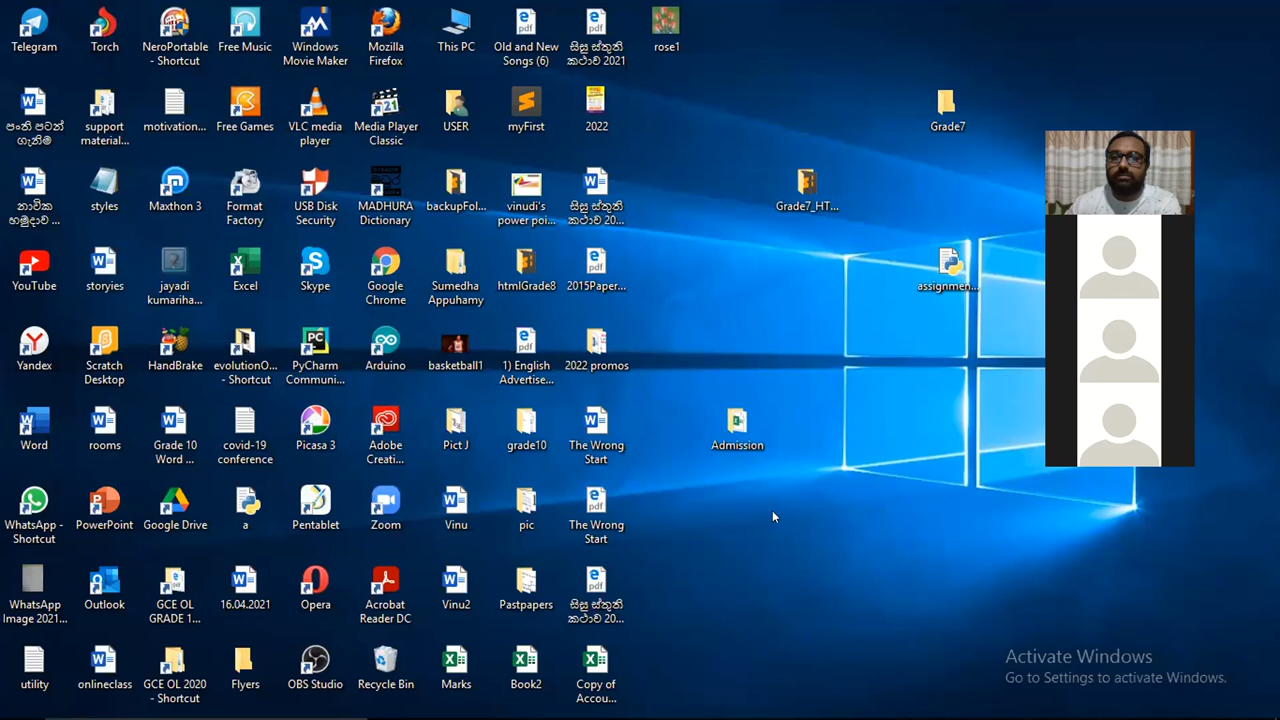 Telegram
Torch
NeroPortable
- Shortcut
Free Music
Windows
Movie Maker
Mozilla
Firefox
This PC
Old and New
Songs (6)
සිසු ස්තුති
කථාව 2021
rose1
පංති පටන්
ගැනීම
support
material...
motivation...
Free Games
VLC media
player
Media Player
Classic
USER
myFirst
2022
Grade7
නාවික
හමුදාව ...
styles
Maxthon 3
Format
Factory
USB Disk
Security
MADHURA
Dictionary
backupFol...
vinudi's
power poi...
සිසු ස්තුති
කථාව 20...
Grade7_HT...
YouTube
storyies
jayadi
kumariha...
Excel
Skype
Google
Chrome
Sumedha
Appuhamy
htmlGrade8
2015Paper...
assignmen...
Yandex
Scratch
Desktop
HandBrake
evolutionO...
- Shortcut
PyCharm
Communi...
Arduino
basketball1
1) English
Advertise...
2022 promos
Word
rooms
Grade 10
Word ...
covid-19
conference
Picasa 3
Adobe
Creati...
Pict J
grade10
The Wrong
Start
Admission
WhatsApp -
Shortcut
PowerPoint
Google Drive
a
Pentablet
Zoom
Vinu
pic
The Wrong
Start
WhatsApp
Image 2021...
Outlook
GCE OL
GRADE 1...
16.04.2021
Opera
Acrobat
Reader DC
Vinu2
Pastpapers
සිසු ස්තුති
කථාව 20...
utility
onlineclass
GCE OL 2020
- Shortcut
Flyers
OBS Studio
Recycle Bin
Marks
Book2
Copy of
Accou...
Activate Windows
Go to Settings to activate Windows.